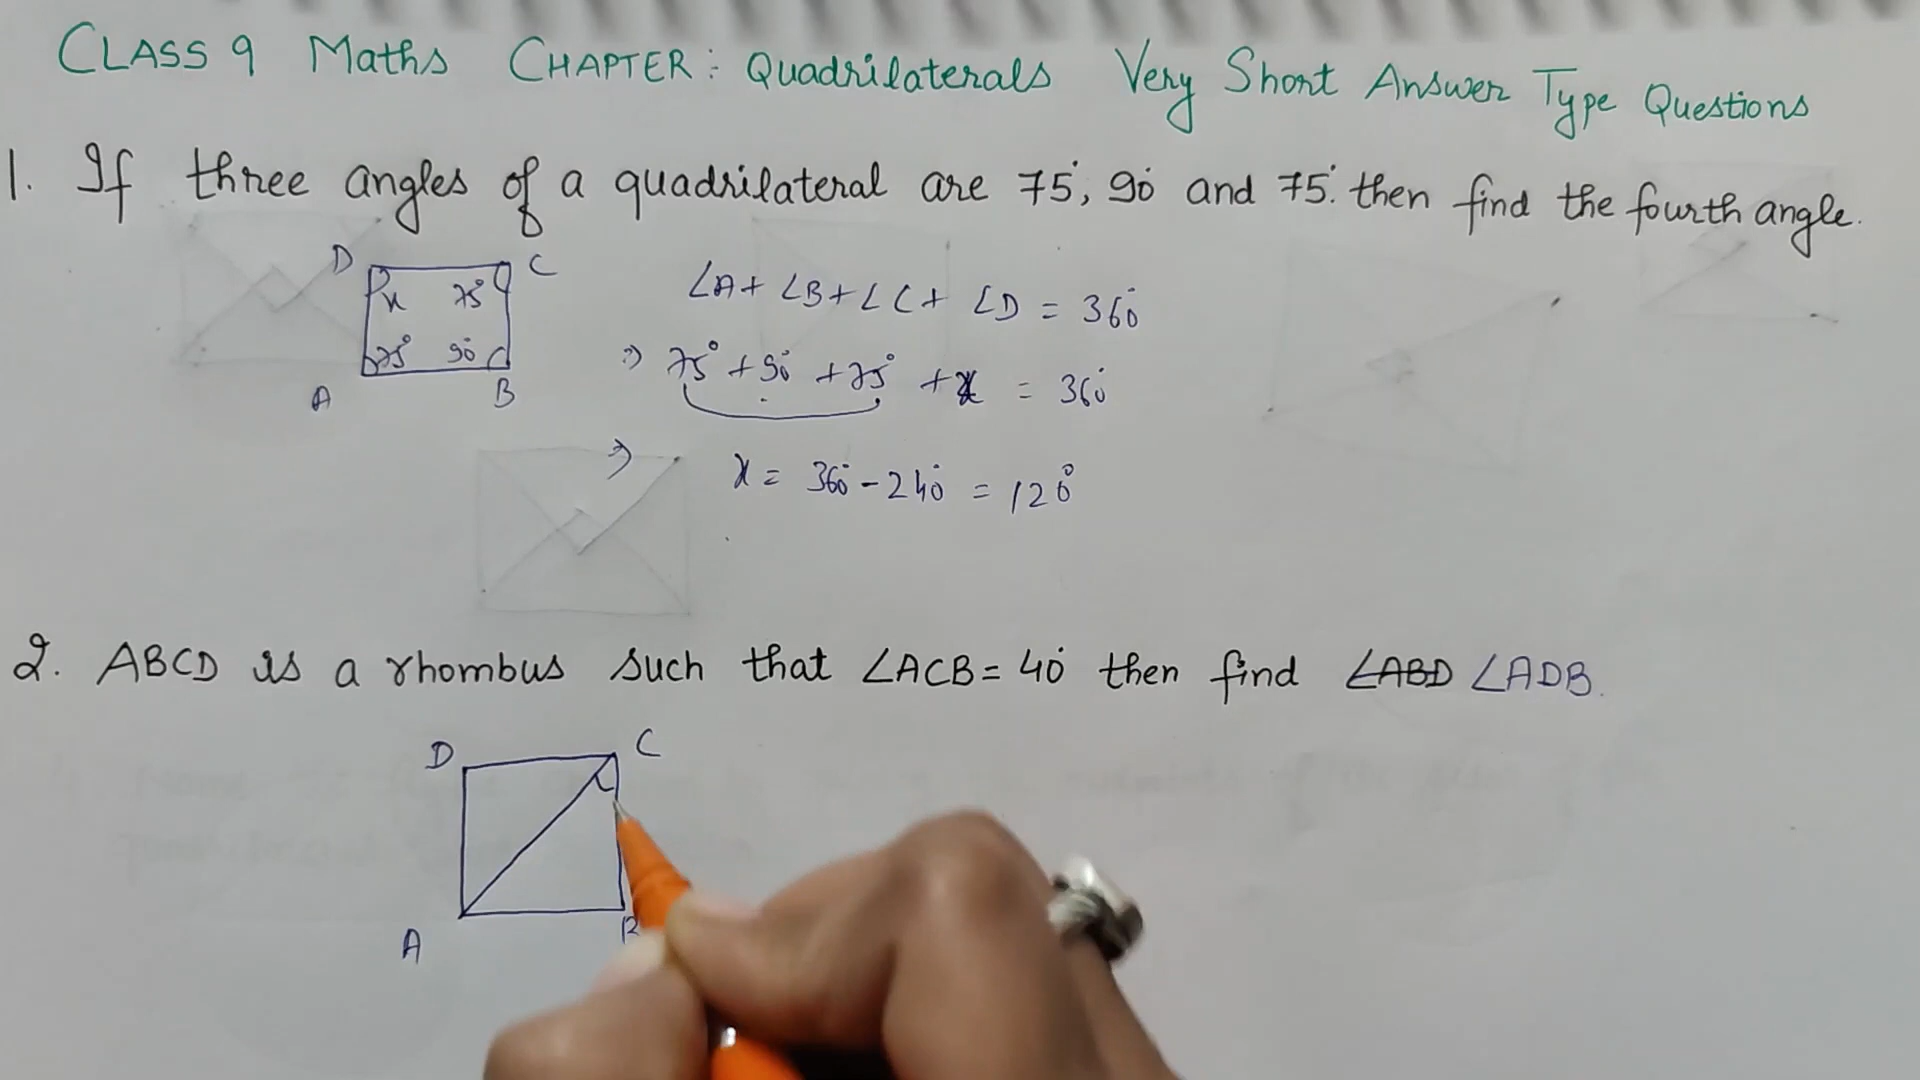 CLASS 9 Maths CHAPTER: Quadrilaterals Very Short Answer Type Questions
1. If three angles of a quadrilateral are 75°, 90° and 75°. then find the fourth angle.
D C
x 75°
75° 90°
A B
∠A + ∠B + ∠C + ∠D = 360°
⇒ 75° + 90° + 75° + x = 360°
⇒ x = 360° - 240° = 120°
2. ABCD is a rhombus such that ∠ACB = 40° then find ∠ABD ∠ADB.
D C
A B